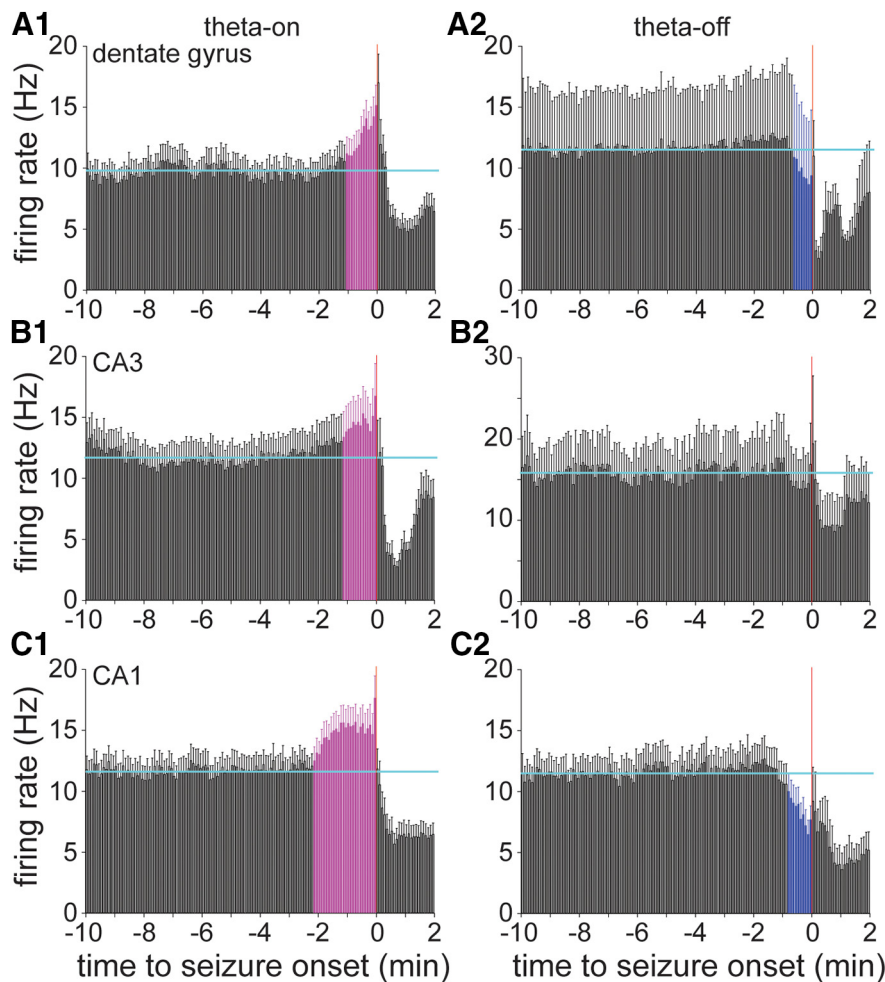 A1 theta-on
dentate gyrus
firing rate (Hz)
20
15
10
5
0
-10 -8 -6 -4 -2 0 2
A2 theta-off
20
15
10
5
0
-10 -8 -6 -4 -2 0 2
B1
CA3
firing rate (Hz)
20
15
10
5
0
-10 -8 -6 -4 -2 0 2
B2
30
20
10
0
-10 -8 -6 -4 -2 0 2
C1
CA1
firing rate (Hz)
20
15
10
5
0
-10 -8 -6 -4 -2 0 2
time to seizure onset (min)
C2
20
15
10
5
0
-10 -8 -6 -4 -2 0 2
time to seizure onset (min)